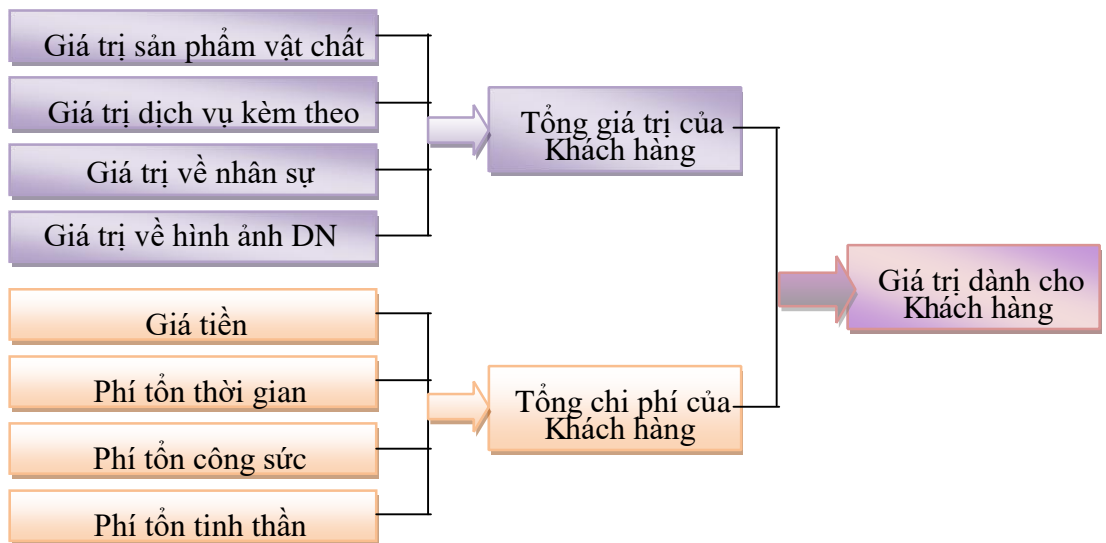 Giá trị sản phẩm vật chất
Giá trị dịch vụ kèm theo
Giá trị về nhân sự
Giá trị về hình ảnh DN
Tổng giá trị của
Khách hàng
Giá tiền
Phí tổn thời gian
Phí tổn công sức
Phí tổn tinh thần
Tổng chi phí của
Khách hàng
Giá trị dành cho
Khách hàng